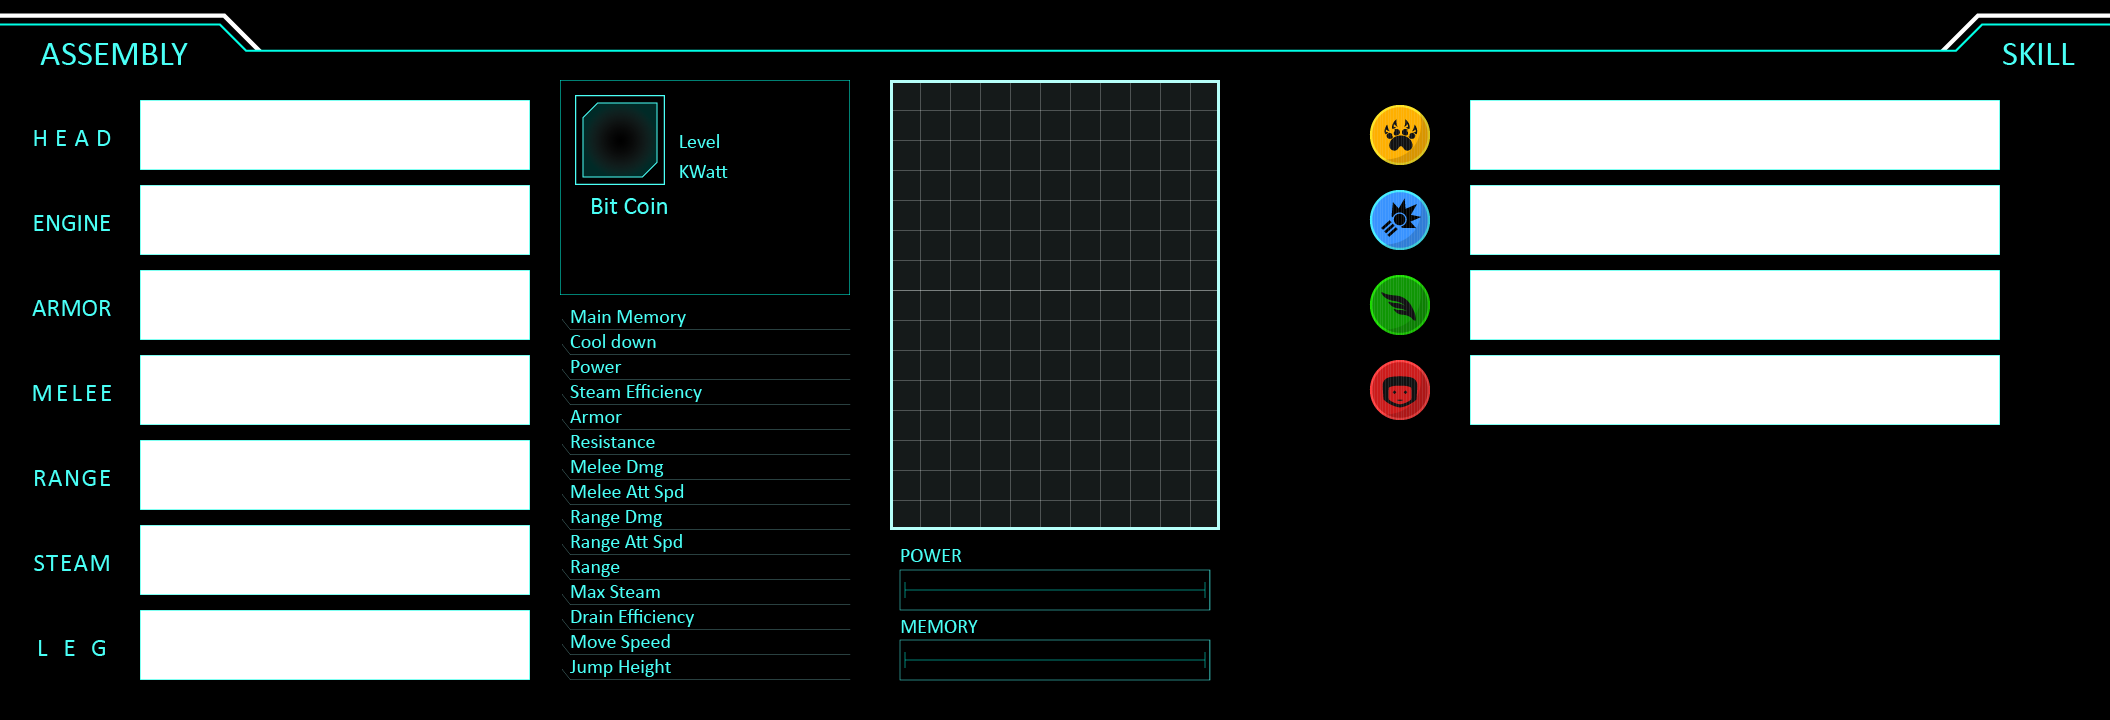 ASSEMBLY
SKILL
HEAD
ENGINE
ARMOR
MELEE
RANGE
STEAM
LEG
Level
KWatt
Bit Coin
Main Memory
Cool down
Power
Steam Efficiency
Armor
Resistance
Melee Dmg
Melee Att Spd
Range Dmg
Range Att Spd
Range
Max Steam
Drain Efficiency
Move Speed
Jump Height
POWER
MEMORY